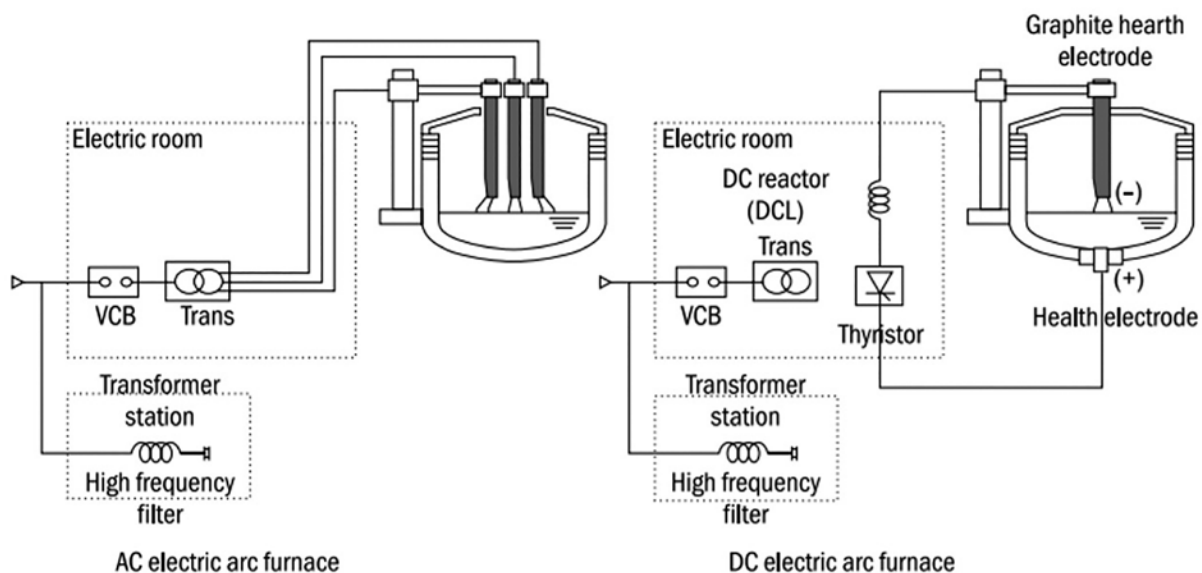 Electric room
VCB
Trans
Transformer
station
High frequency
filter
AC electric arc furnace
Graphite hearth
electrode
Electric room
DC reactor
(DCL)
Trans
VCB
Thyristor
(-)
(+)
Health electrode
Transformer
station
High frequency
filter
DC electric arc furnace